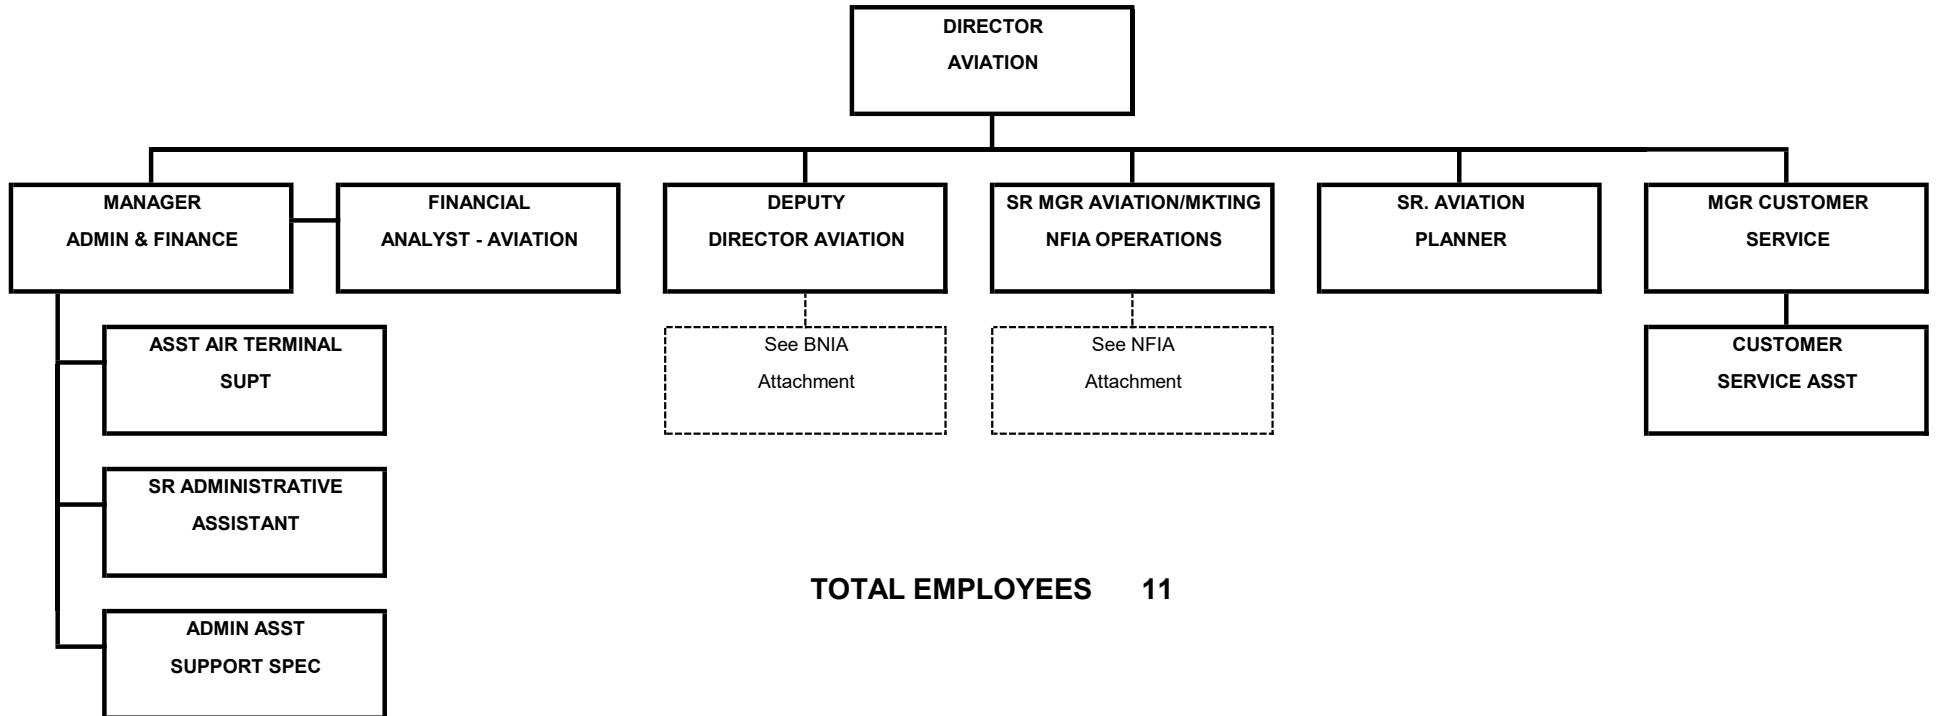 DIRECTOR
AVIATION
MANAGER
ADMIN & FINANCE
FINANCIAL
ANALYST - AVIATION
DEPUTY
DIRECTOR AVIATION
SR MGR AVIATION/MKTING
NFIA OPERATIONS
SR. AVIATION
PLANNER
MGR CUSTOMER
SERVICE
ASST AIR TERMINAL
SUPT
See BNIA
Attachment
See NFIA
Attachment
CUSTOMER
SERVICE ASST
SR ADMINISTRATIVE
ASSISTANT
TOTAL EMPLOYEES 11
ADMIN ASST
SUPPORT SPEC